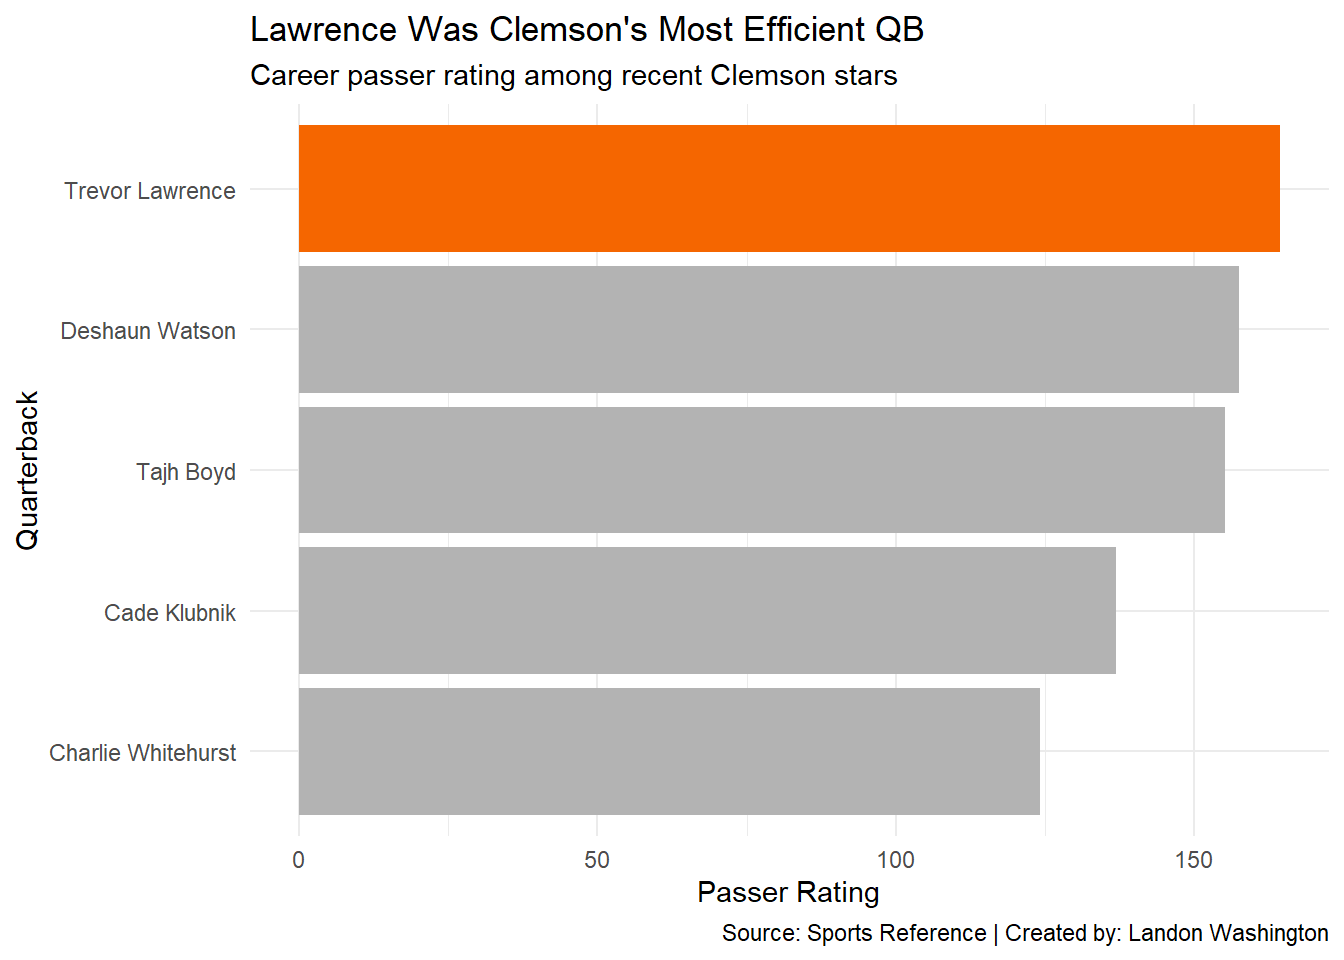 Lawrence Was Clemson's Most Efficient QB
Career passer rating among recent Clemson stars
Trevor Lawrence
Deshaun Watson
Tajh Boyd
Cade Klubnik
Charlie Whitehurst
Quarterback
0 50 100 150
Passer Rating
Source: Sports Reference | Created by: Landon Washington